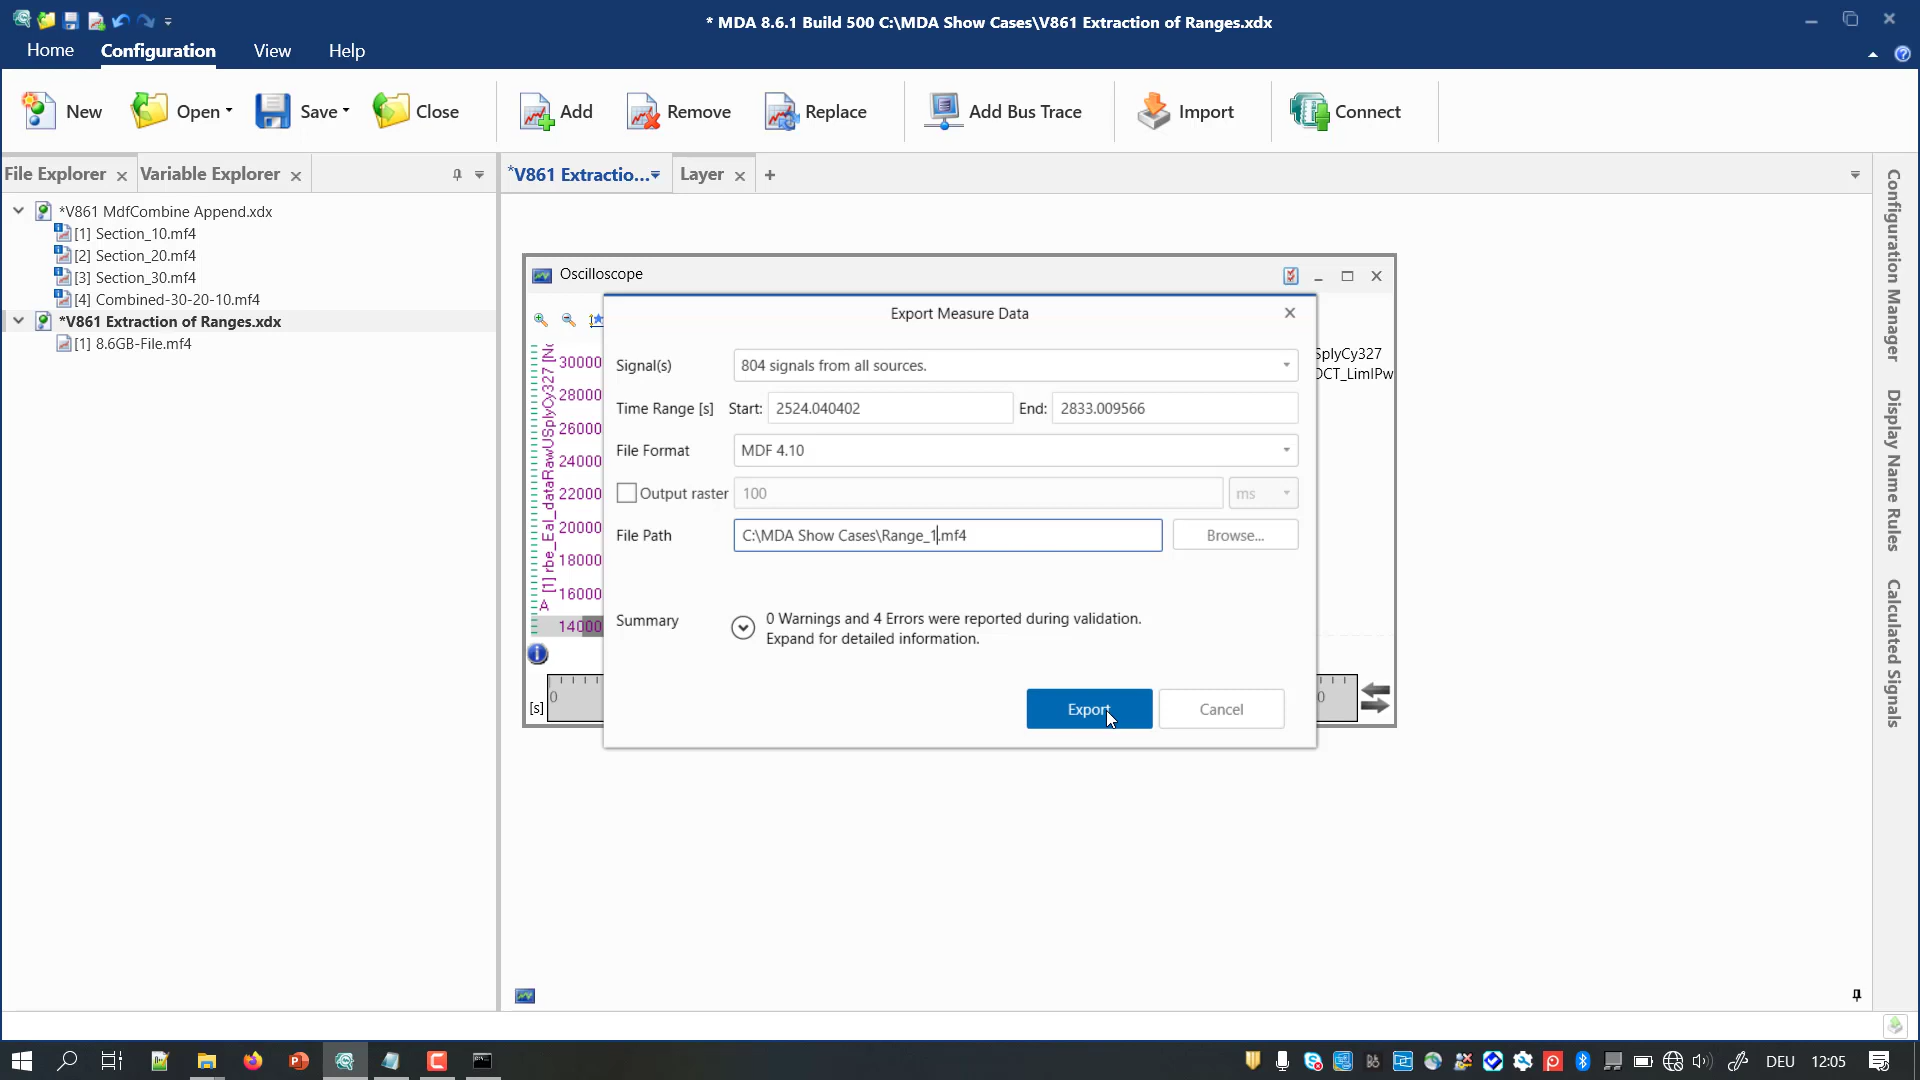 * MDA 8.6.1 Build 500 C:\MDA Show Cases\V861 Extraction of Ranges.xdx
Home Configuration View Help
New Open Save Close Add Remove Replace Add Bus Trace Import Connect
File Explorer Variable Explorer
*V861 Extractio... Layer +
*V861 MdfCombine Append.xdx
[1] Section_10.mf4
[2] Section_20.mf4
[3] Section_30.mf4
[4] Combined-30-20-10.mf4
*V861 Extraction of Ranges.xdx
[1] 8.6GB-File.mf4
Oscilloscope
A [1] rbe_Eal_dataRawUSplyCy327 [Nc
30000
28000
26000
24000
22000
20000
18000
16000
14000
SplyCy327
DCT_LimIPw
[s] 0
0
Export Measure Data
Signal(s) 804 signals from all sources.
Time Range [s] Start: 2524.040402 End: 2833.009566
File Format MDF 4.10
Output raster 100 ms
File Path C:\MDA Show Cases\Range_1.mf4 Browse...
Summary 0 Warnings and 4 Errors were reported during validation.
Expand for detailed information.
Export Cancel
Configuration Manager
Display Name Rules
Calculated Signals
DEU 12:05